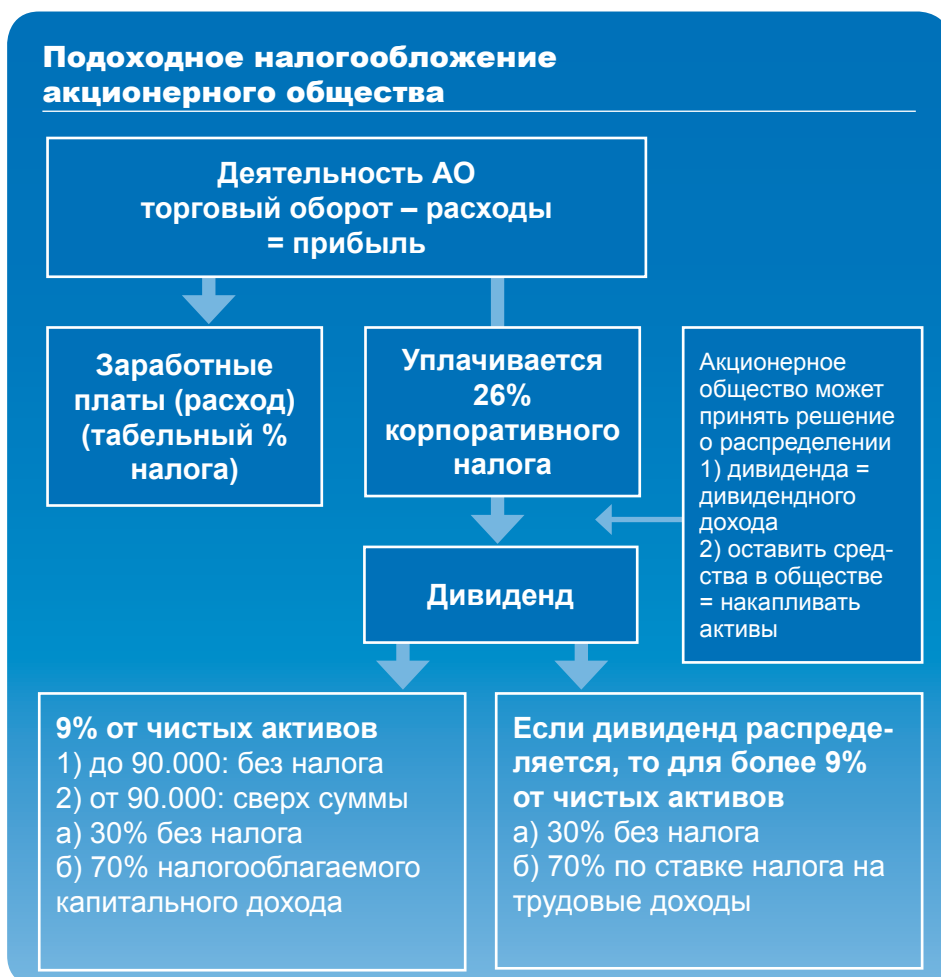 Подоходное налогообложение
акционерного общества
Деятельность АО
торговый оборот – расходы
= прибыль
Заработные
платы (расход)
(табельный %
налога)
Уплачивается
26%
корпоративного
налога
Акционерное
общество может
принять решение
о распределении
1) дивиденда =
дивидендного
дохода
2) оставить сред-
ства в обществе
= накапливать
активы
Дивиденд
9% от чистых активов
1) до 90.000: без налога
2) от 90.000: сверх суммы
а) 30% без налога
б) 70% налогооблагаемого
капитального дохода
Если дивиденд распреде-
ляется, то для более 9%
от чистых активов
а) 30% без налога
б) 70% по ставке налога на
трудовые доходы